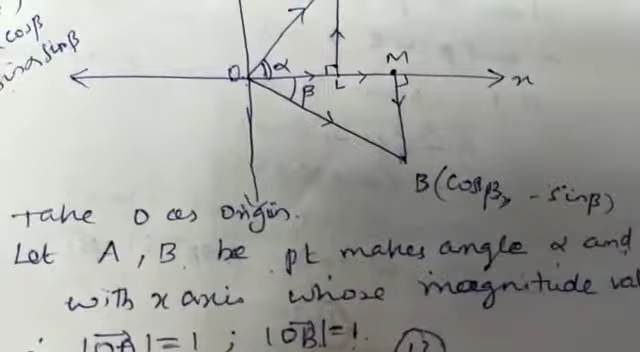 cosβ
sinαsinβ
O α L M x
β
B(cosβ, -sinβ)
Take O as Origin.
Let A, B be pt makes angle α and
with x axis whose magnitude val
|OA|=1 ; |OB|=1.